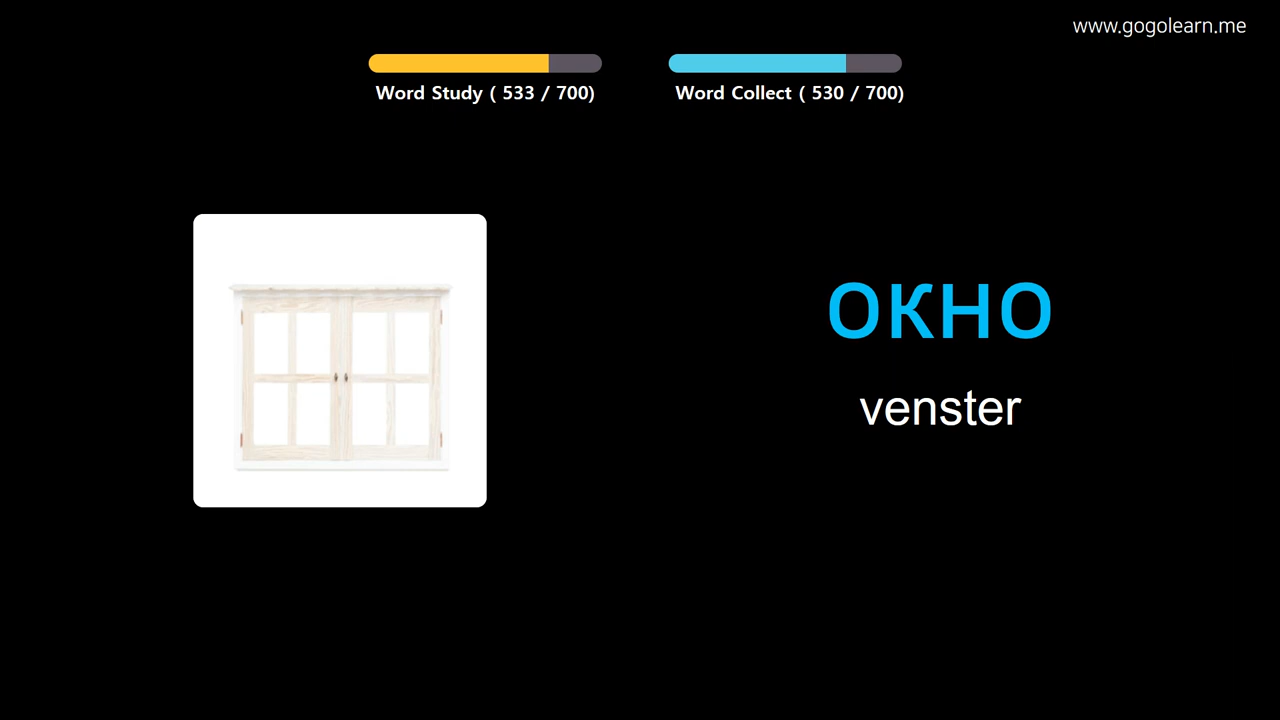 www.gogolearn.me
Word Study ( 533 / 700)
Word Collect ( 530 / 700)
окно
venster